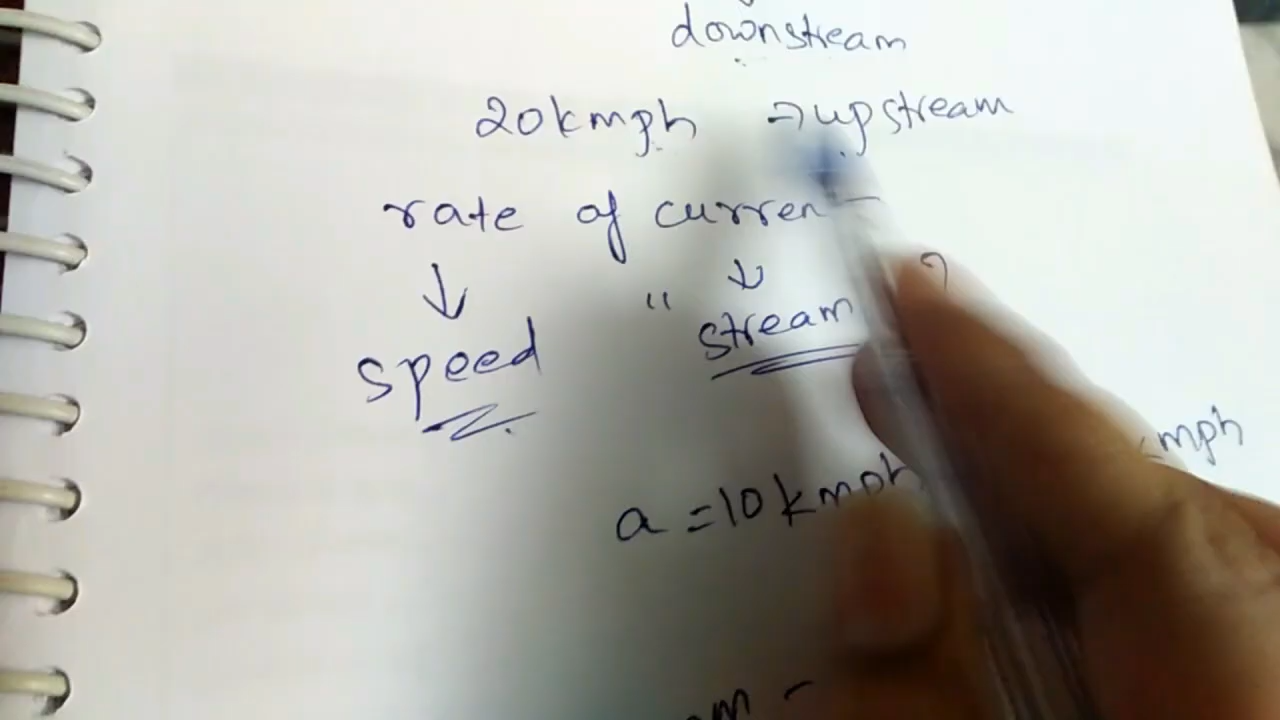 downstream
20kmph ⇒ upstream
rate of current
↓ " ↓ ?
speed stream
a = 10 kmph mph